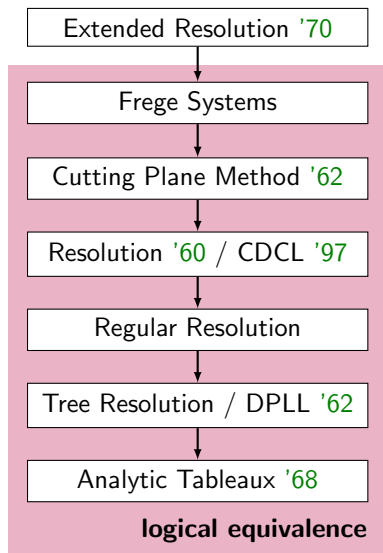 Extended Resolution '70
Frege Systems
Cutting Plane Method '62
Resolution '60 / CDCL '97
Regular Resolution
Tree Resolution / DPLL '62
Analytic Tableaux '68
logical equivalence